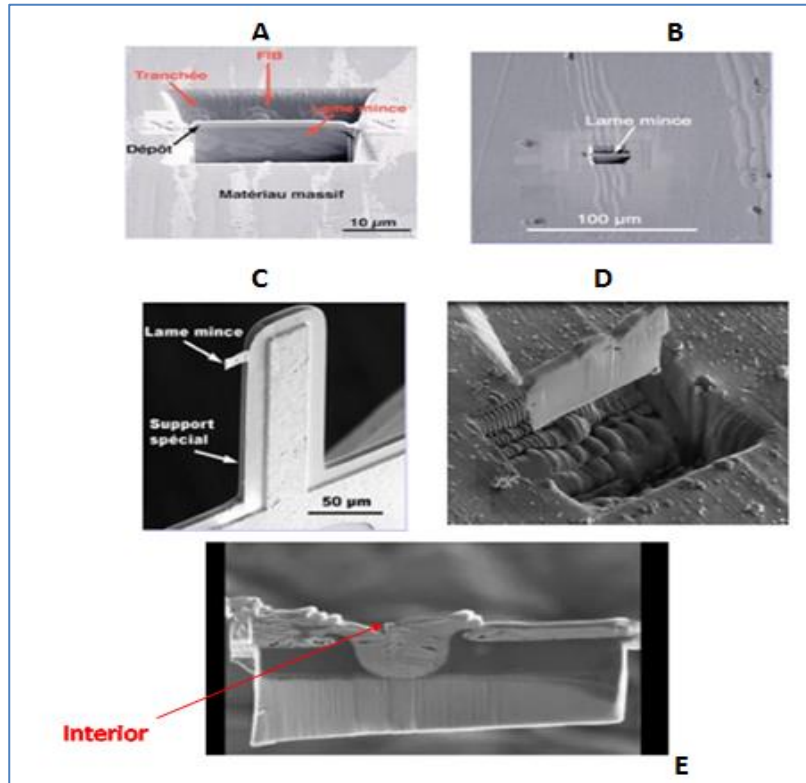 A
B
FIB
Tranchée
Lame mince
Dépôt
Matériau massif
10 µm
Lame mince
100 µm
C
D
Lame mince
Support
spécial
50 µm
Interior
E